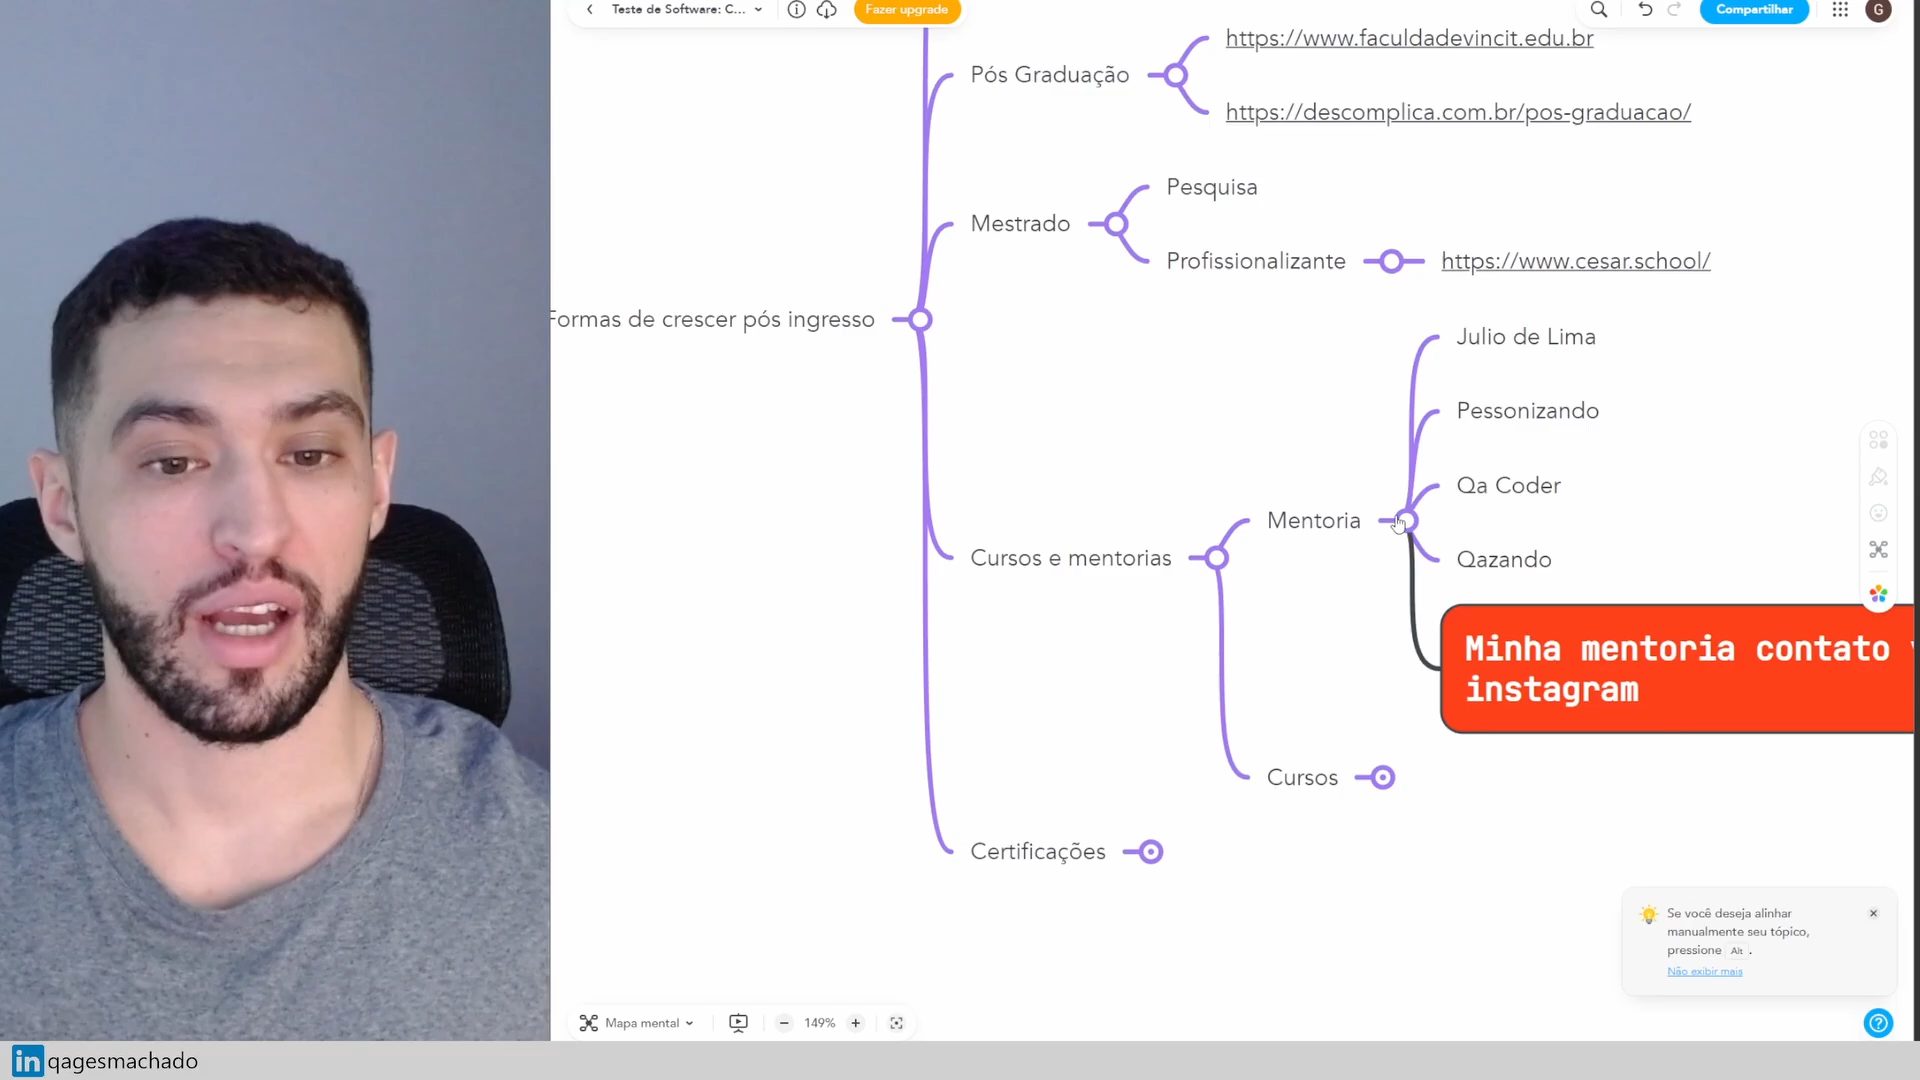 Teste de Software: C...
Fazer upgrade
Compartilhar
G
https://www.faculdadevincit.edu.br
Pós Graduação
https://descomplica.com.br/pos-graduacao/
Pesquisa
Mestrado
Profissionalizante
https://www.cesar.school/
Formas de crescer pós ingresso
Julio de Lima
Pessonizando
Qa Coder
Mentoria
Qazando
Cursos e mentorias
Minha mentoria contato
instagram
Cursos
Certificações
Se você deseja alinhar
manualmente seu tópico,
pressione Alt .
Não exibir mais
Mapa mental
149%
in qagesmachado